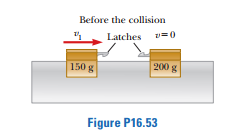 Before the collision
v₁ Latches v=0
150 g 200 g
Figure P16.53